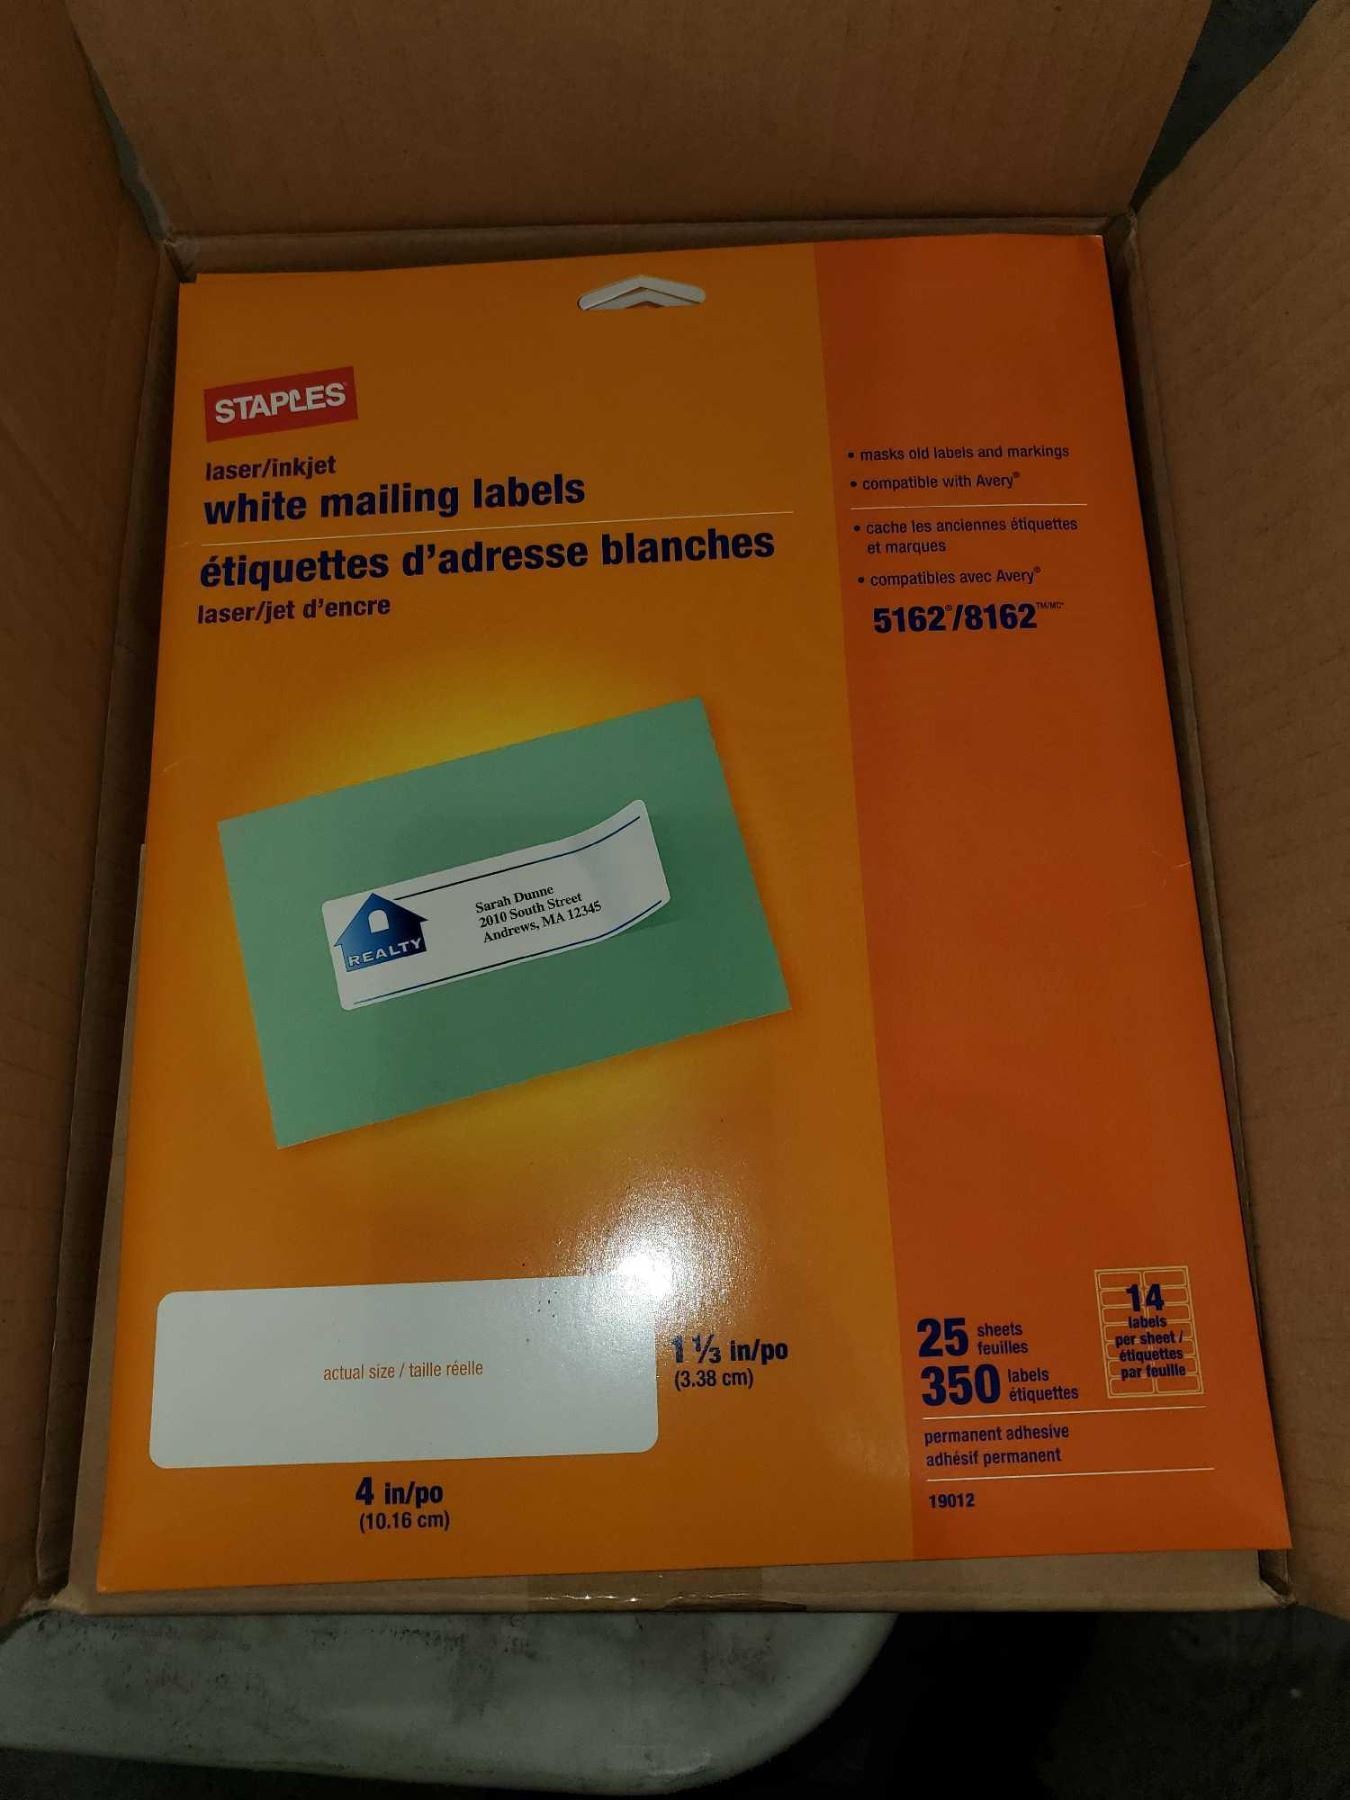 STAPLES
laser/inkjet
white mailing labels
étiquettes d'adresse blanches
laser/jet d'encre
• masks old labels and markings
• compatible with Avery®
• cache les anciennes étiquettes
et marques
• compatibles avec Avery®
5162®/8162™/MC*
REALTY
Sarah Dunne
2010 South Street
Andrews, MA 12345
actual size / taille réelle
1 1/3 in/po
(3.38 cm)
4 in/po
(10.16 cm)
25 sheets
feuilles
350 labels
étiquettes
14
labels
per sheet /
étiquettes
par feuille
permanent adhesive
adhésif permanent
19012